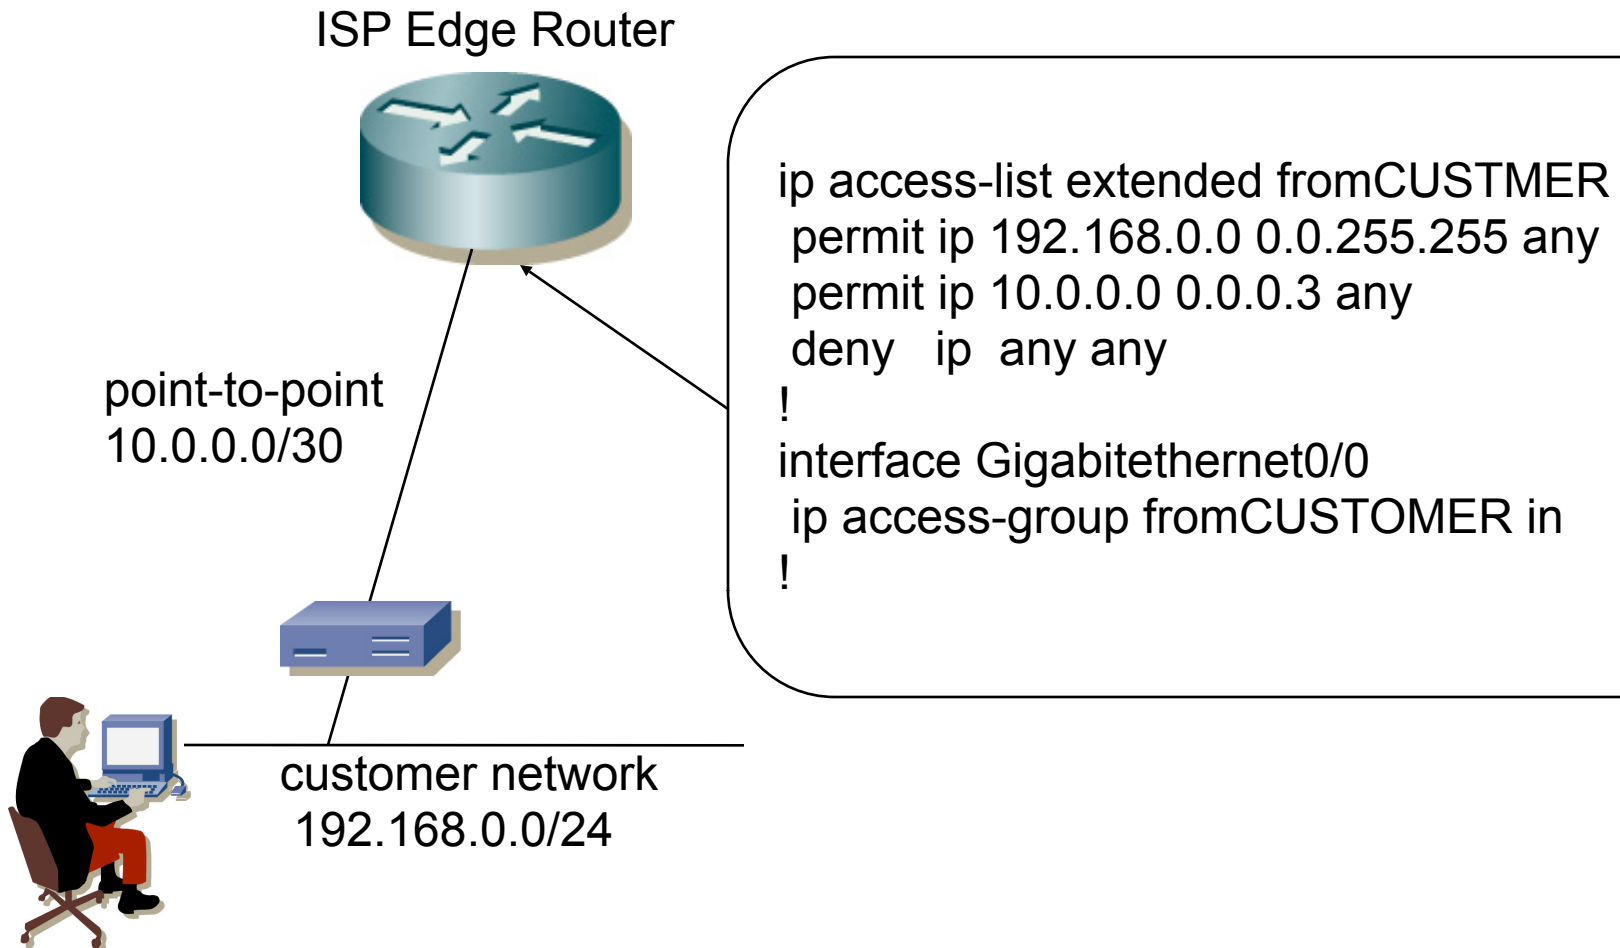 ISP Edge Router
ip access-list extended fromCUSTMER
permit ip 192.168.0.0 0.0.255.255 any
permit ip 10.0.0.0 0.0.0.3 any
deny ip any any
!
interface Gigabitethernet0/0
ip access-group fromCUSTOMER in
!
point-to-point
10.0.0.0/30
customer network
192.168.0.0/24